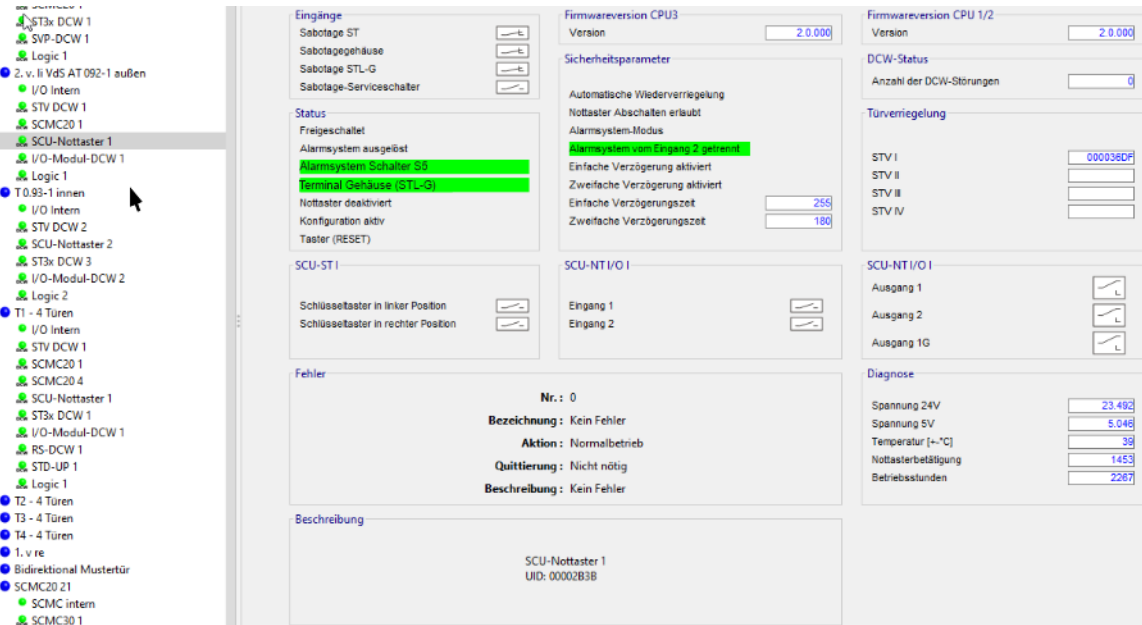 ST3x DCW 1
SVP-DCW 1
Logic 1
2. v. li VdS AT 092-1 außen
I/O Intern
STV DCW 1
SCMC20 1
SCU-Nottaster 1
I/O-Modul-DCW 1
Logic 1
T 0.93-1 innen
I/O Intern
STV DCW 2
SCU-Nottaster 2
ST3x DCW 3
I/O-Modul-DCW 2
Logic 2
T1 - 4 Türen
I/O Intern
STV DCW 1
SCMC20 1
SCMC20 4
SCU-Nottaster 1
ST3x DCW 1
I/O-Modul-DCW 1
RS-DCW 1
STD-UP 1
Logic 1
T2 - 4 Türen
T3 - 4 Türen
T4 - 4 Türen
1. v re
Bidirektional Mustertür
SCMC20 21
SCMC intern
SCMC30 1
Eingänge
Sabotage ST
Sabotagegehäuse
Sabotage STL-G
Sabotage-Serviceschalter
Firmwareversion CPU3
Version 2.0.000
Firmwareversion CPU 1/2
Version 2.0.000
Status
Freigeschaltet
Alarmsystem ausgelöst
Alarmsystem Schalter S5
Terminal Gehäuse (STL-G)
Nottaster deaktiviert
Konfiguration aktiv
Taster (RESET)
Sicherheitsparameter
Automatische Wiederverriegelung
Nottaster Abschalten erlaubt
Alarmsystem-Modus
Alarmsystem vom Eingang 2 getrennt
Einfache Verzögerung aktiviert
Zweifache Verzögerung aktiviert
Einfache Verzögerungszeit 255
Zweifache Verzögerungszeit 180
DCW-Status
Anzahl der DCW-Störungen 0
Türverriegelung
STV I 000036DF
STV II
STV III
STV IV
SCU-ST I
Schlüsseltaster in linker Position
Schlüsseltaster in rechter Position
SCU-NT I/O I
Eingang 1
Eingang 2
SCU-NT I/O I
Ausgang 1
Ausgang 2
Ausgang 1G
Fehler
Nr. : 0
Bezeichnung : Kein Fehler
Aktion : Normalbetrieb
Quittierung : Nicht nötig
Beschreibung : Kein Fehler
Diagnose
Spannung 24V 23.492
Spannung 5V 5.046
Temperatur [+-°C] 39
Nottasterbetätigung 1453
Betriebsstunden 2267
Beschreibung
SCU-Nottaster 1
UID: 00002B3B